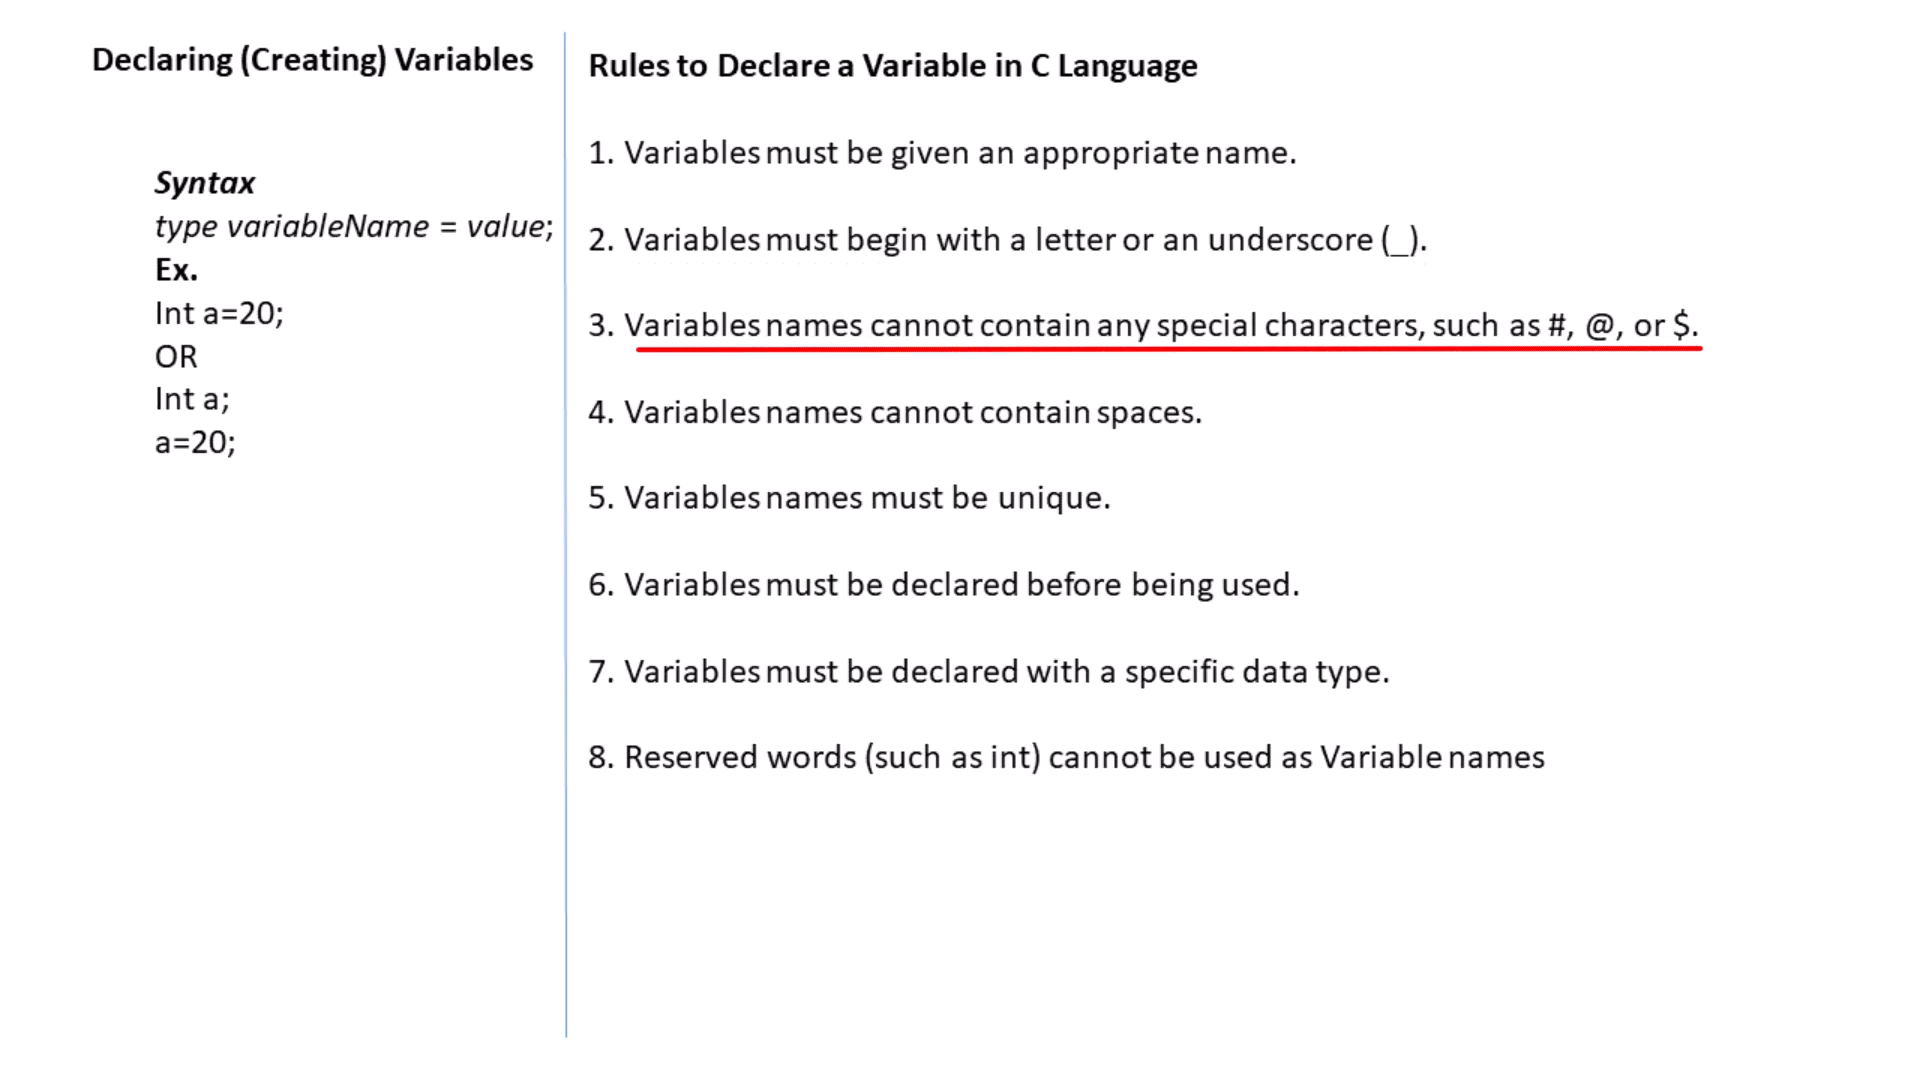 Declaring (Creating) Variables
Syntax
type variableName = value;
Ex.
Int a=20;
OR
Int a;
a=20;
Rules to Declare a Variable in C Language
1. Variables must be given an appropriate name.
2. Variables must begin with a letter or an underscore (_).
3. Variables names cannot contain any special characters, such as #, @, or $.
4. Variables names cannot contain spaces.
5. Variables names must be unique.
6. Variables must be declared before being used.
7. Variables must be declared with a specific data type.
8. Reserved words (such as int) cannot be used as Variable names